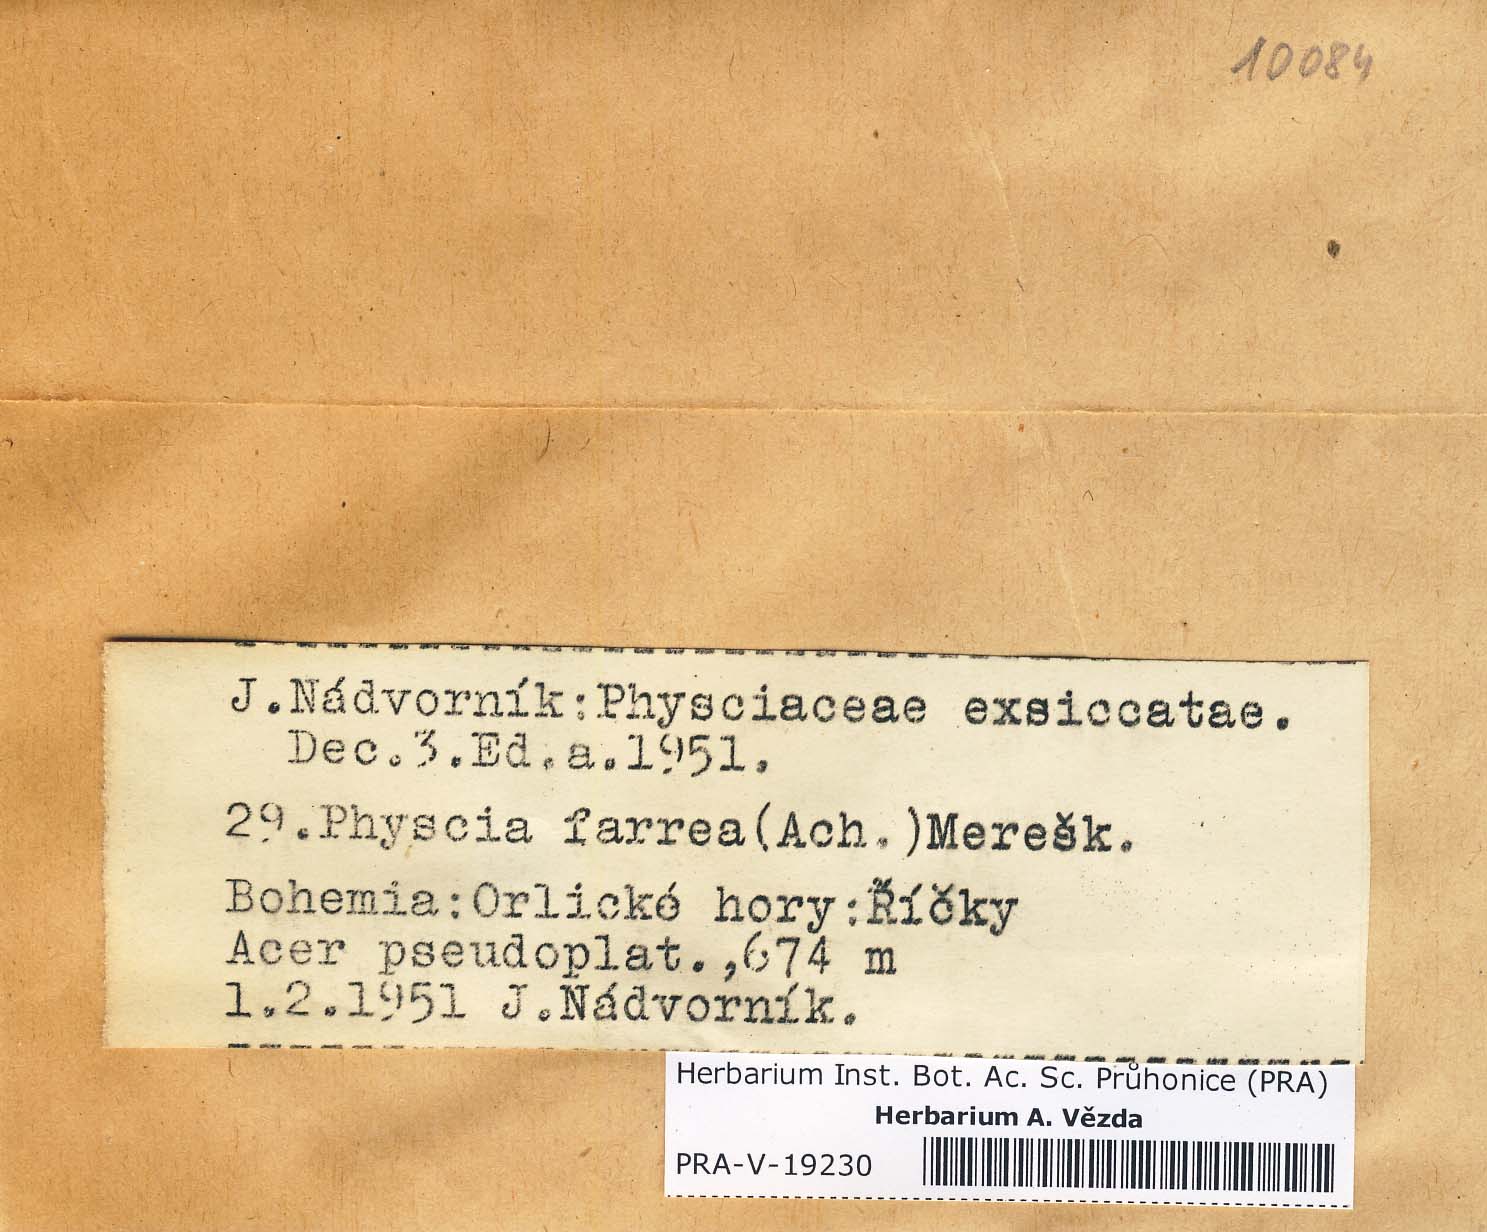 10084
J.Nádvorník:Physciaceae exsiccatae.
Dec.3.Ed.a.1951.
29.Physcia farrea(Ach.)Merešk.
Bohemia:Orlické hory:Říčky
Acer pseudoplat.,674 m
1.2.1951 J.Nádvorník.
Herbarium Inst. Bot. Ac. Sc. Průhonice (PRA)
Herbarium A. Vězda
PRA-V-19230